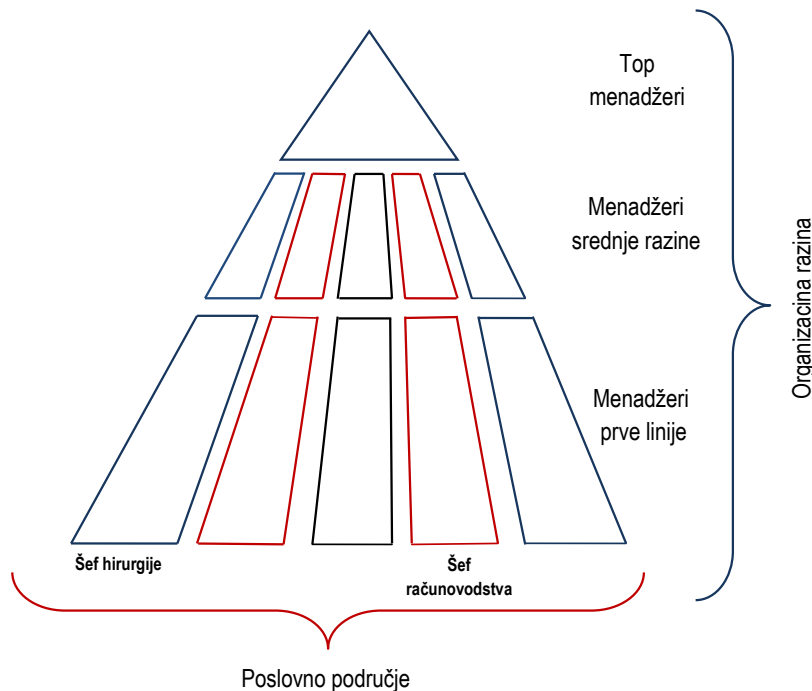 Top
menadžeri
Menadžeri
srednje razine
Organizacina razina
Menadžeri
prve linije
Šef hirurgije
Šef
računovodstva
Poslovno područje